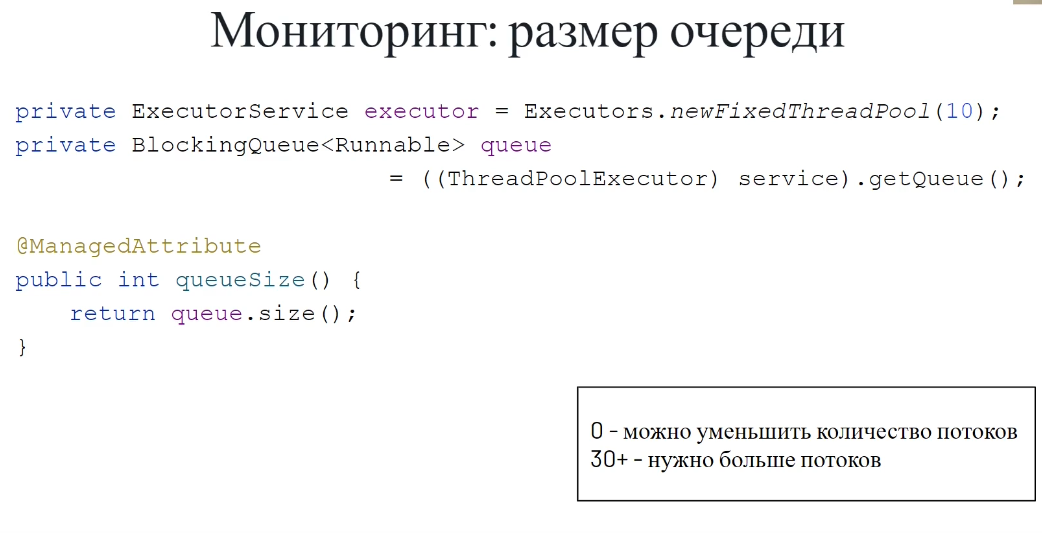 Мониторинг: размер очереди
private ExecutorService executor = Executors.newFixedThreadPool(10);
private BlockingQueue<Runnable> queue
= ((ThreadPoolExecutor) service).getQueue();
@ManagedAttribute
public int queueSize() {
return queue.size();
}
0 - можно уменьшить количество потоков
30+ - нужно больше потоков